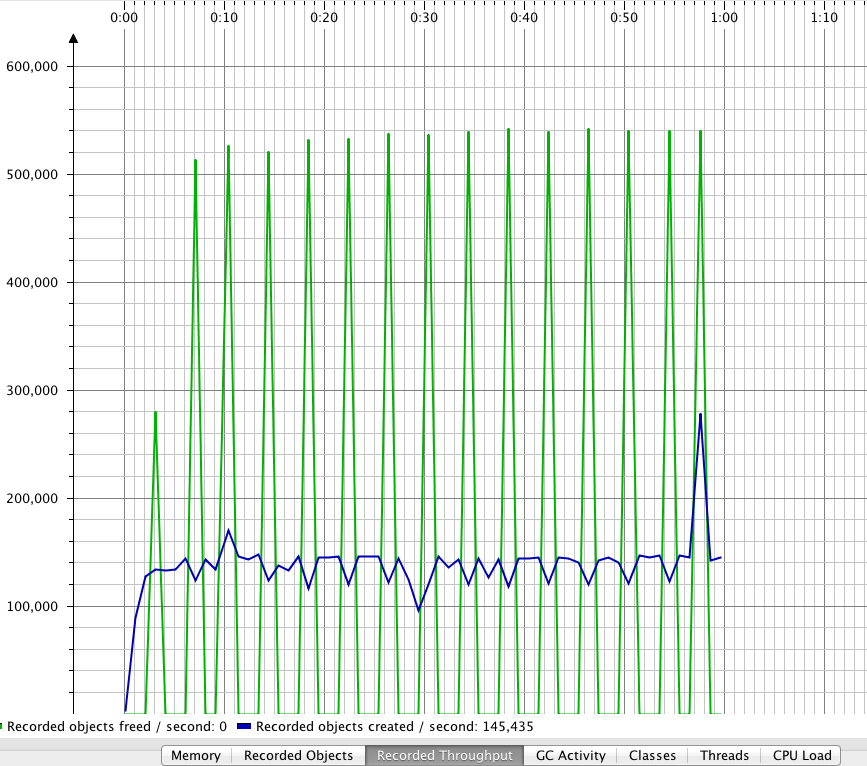 0:00 0:10 0:20 0:30 0:40 0:50 1:00 1:10
600,000
500,000
400,000
300,000
200,000
100,000
Recorded objects freed / second: 0 Recorded objects created / second: 145,435
Memory Recorded Objects Recorded Throughput GC Activity Classes Threads CPU Load